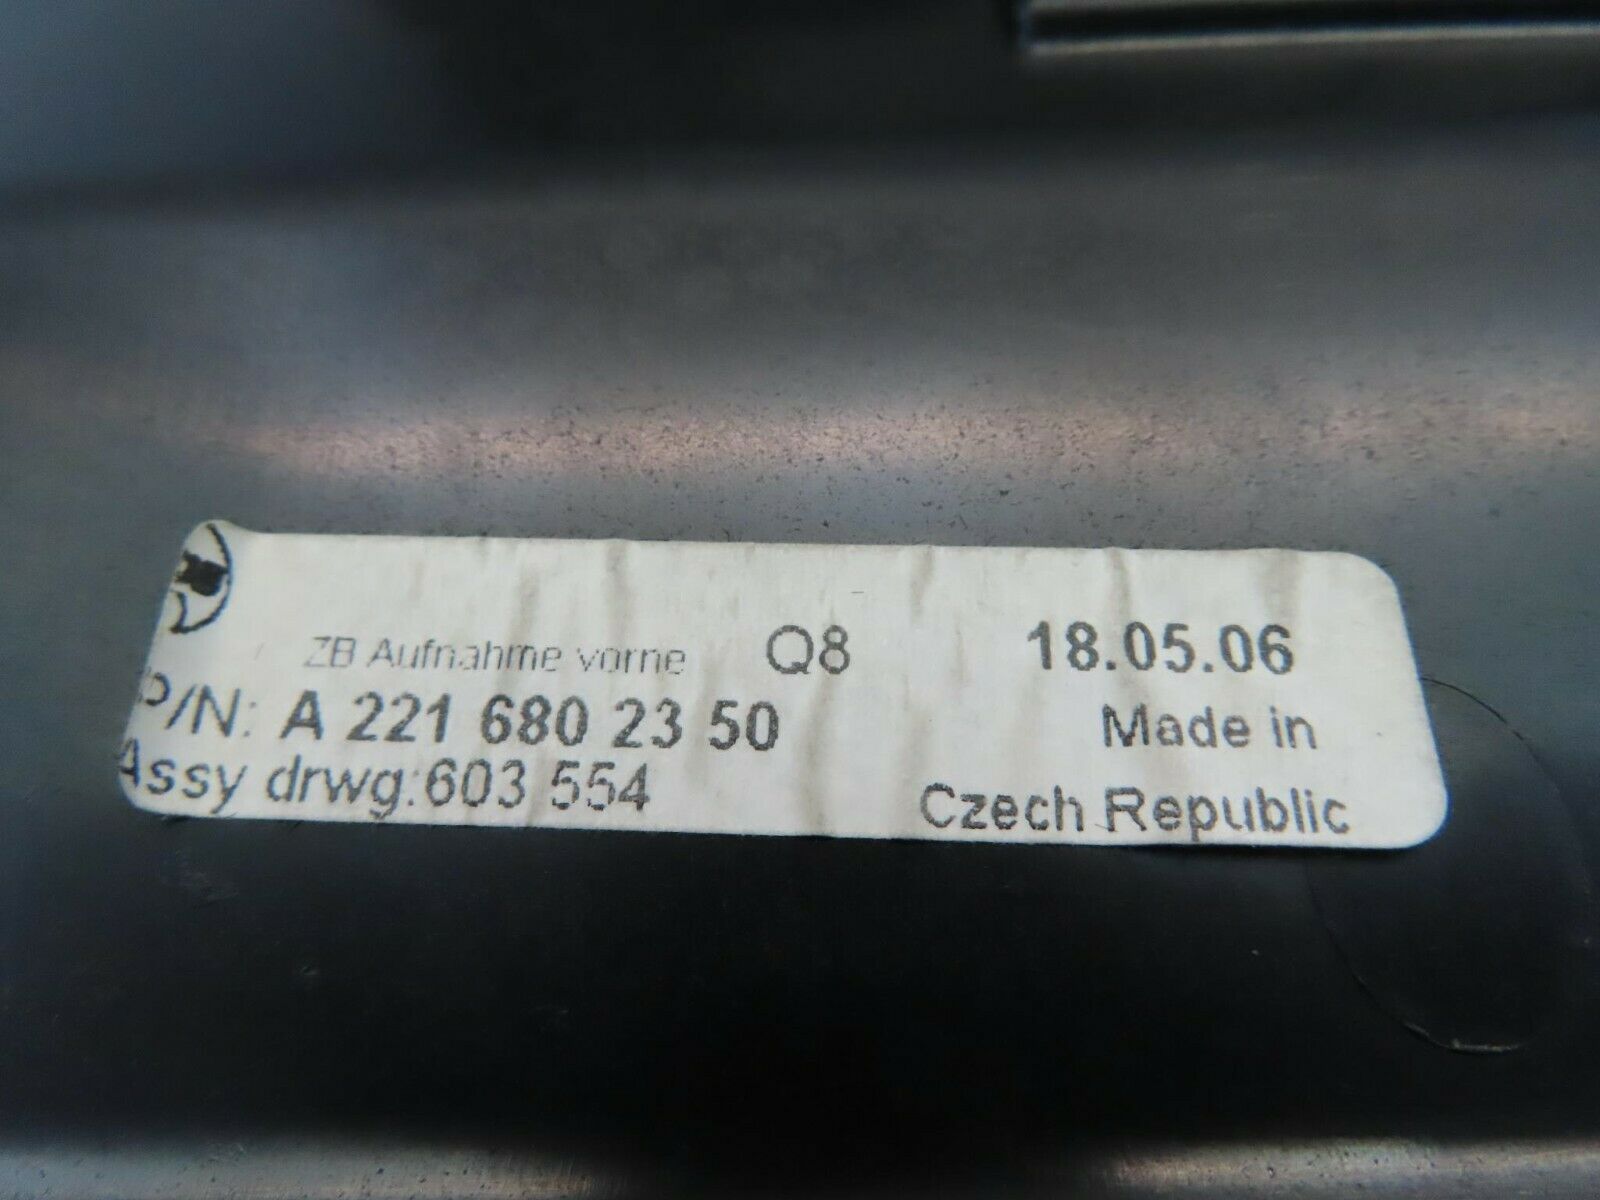 ZB Aufnahme vorne Q8 18.05.06
P/N: A 221 680 23 50 Made in
Assy drwg:603 554 Czech Republic